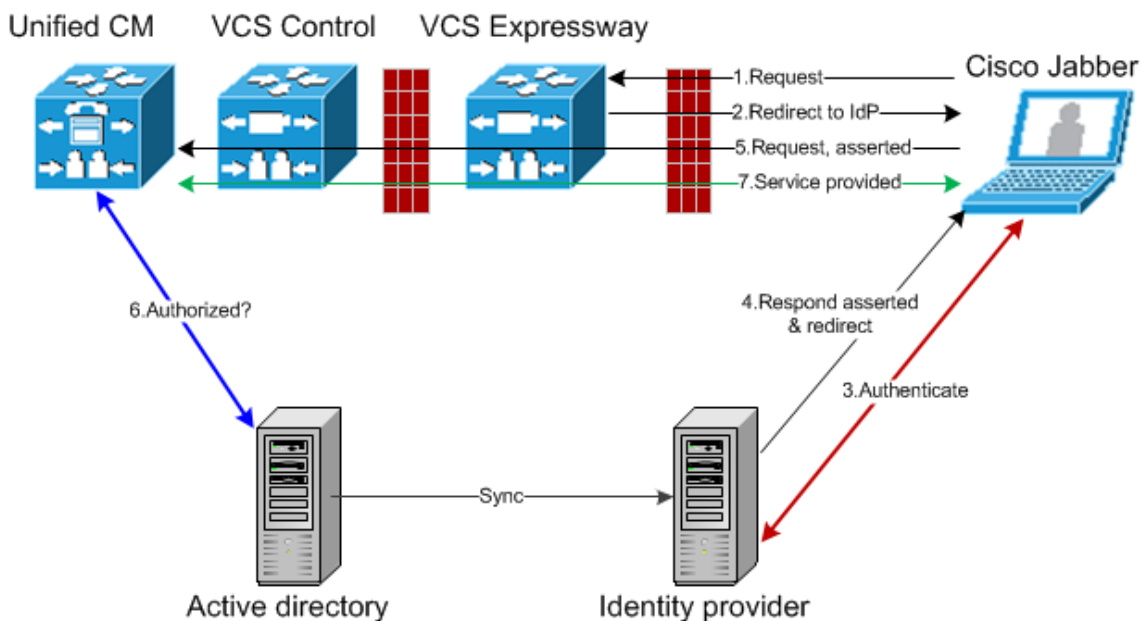 Unified CM
VCS Control
VCS Expressway
Cisco Jabber
1.Request
2.Redirect to IdP
5.Request, asserted
7.Service provided
6.Authorized?
4.Respond asserted
& redirect
3.Authenticate
Sync
Active directory
Identity provider